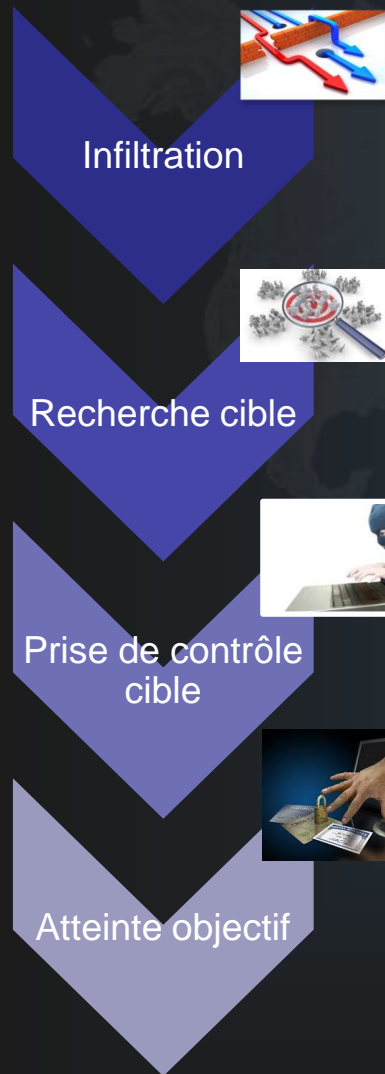 Infiltration
Recherche cible
Prise de contrôle
cible
Atteinte objectif